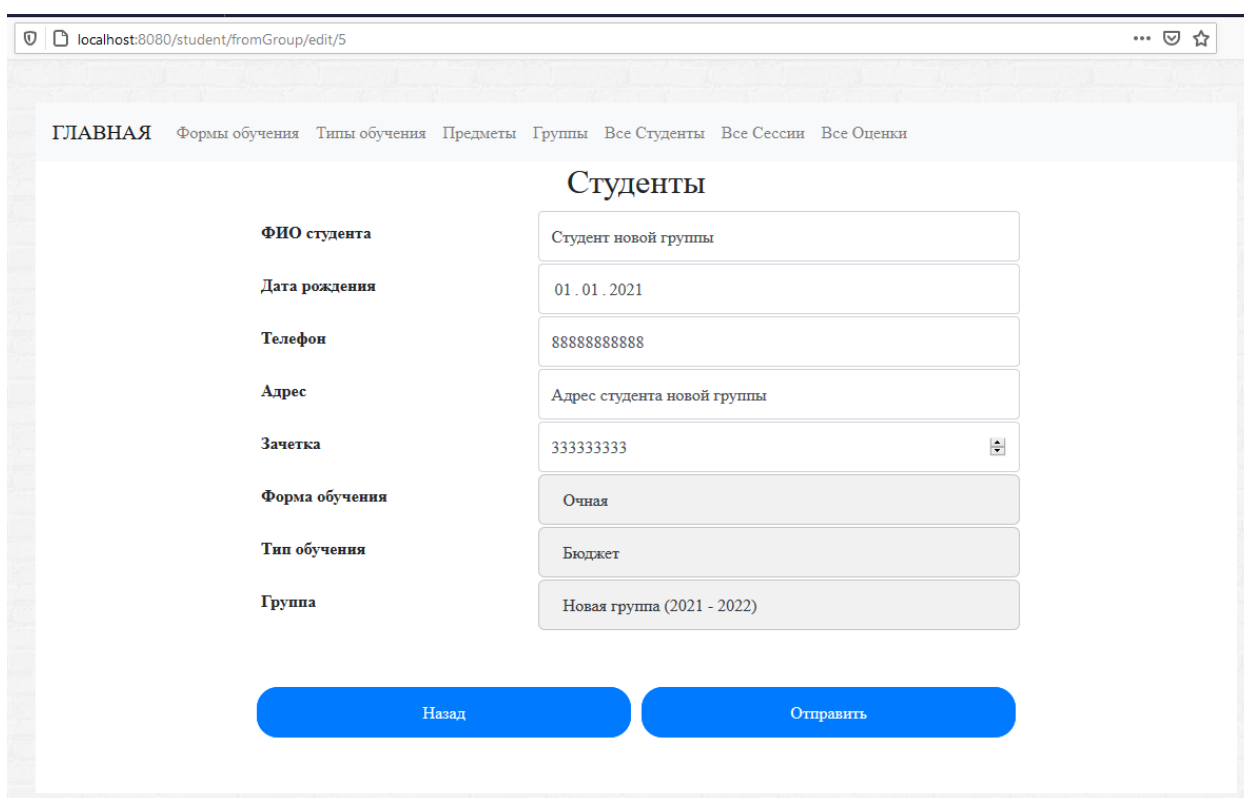 localhost:8080/student/fromGroup/edit/5
ГЛАВНАЯ Формы обучения Типы обучения Предметы Группы Все Студенты Все Сессии Все Оценки
Студенты
ФИО студента Студент новой группы
Дата рождения 01.01.2021
Телефон 88888888888
Адрес Адрес студента новой группы
Зачетка 333333333
Форма обучения Очная
Тип обучения Бюджет
Группа Новая группа (2021 - 2022)
Назад Отправить